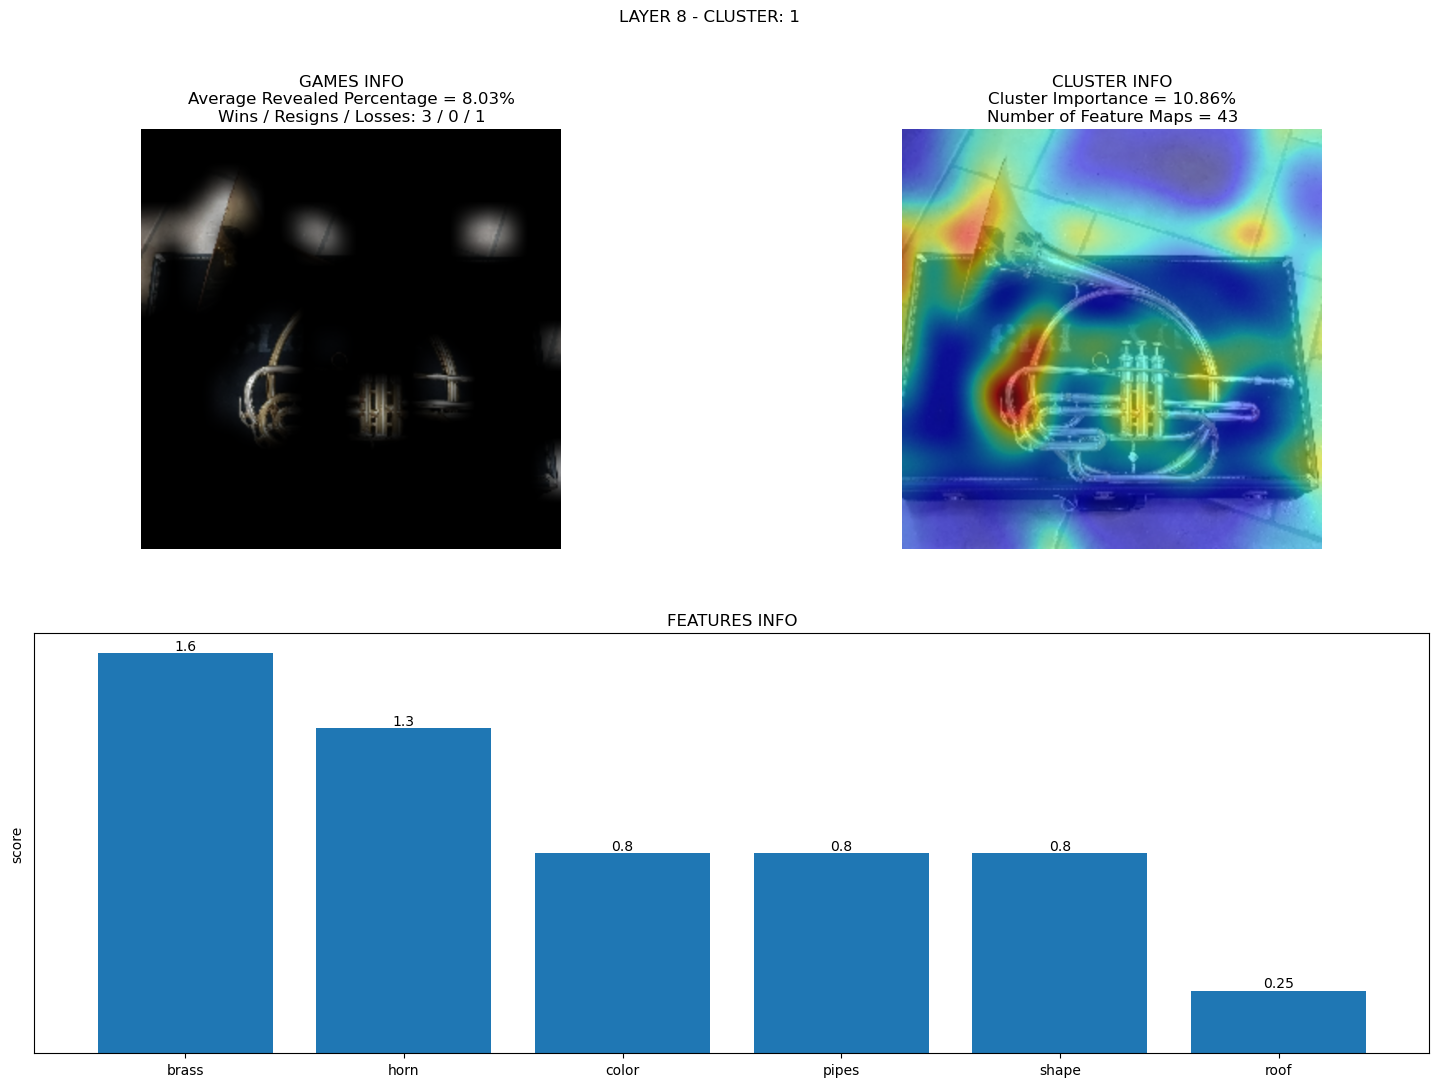 LAYER 8 - CLUSTER: 1
GAMES INFO
Average Revealed Percentage = 8.03%
Wins / Resigns / Losses: 3 / 0 / 1
CLUSTER INFO
Cluster Importance = 10.86%
Number of Feature Maps = 43
FEATURES INFO
score
1.6
1.3
0.8
0.8
0.8
0.25
brass
horn
color
pipes
shape
roof